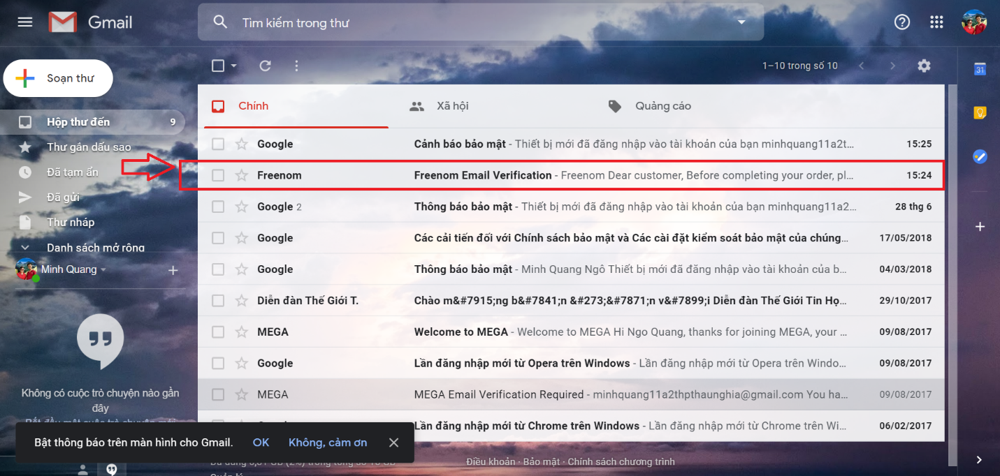 Gmail
Tìm kiếm trong thư
Soạn thư
1–10 trong số 10
31
Hộp thư đến 9
Thư gắn dấu sao
Đã tạm ẩn
Đã gửi
Thư nháp
Danh sách mở rộng
Minh Quang
Không có cuộc trò chuyện nào gần
đây
Chính Xã hội Quảng cáo
Google Cảnh báo bảo mật - Thiết bị mới đã đăng nhập vào tài khoản của bạn minhquang11a2t... 15:25
Freenom Freenom Email Verification - Freenom Dear customer, Before completing your order, pl... 15:24
Google 2 Thông báo bảo mật - Thiết bị mới đã đăng nhập vào tài khoản của bạn minhquang11a2... 28 thg 6
Google Các cải tiến đối với Chính sách bảo mật và Các cài đặt kiểm soát bảo mật của chúng... 17/05/2018
Google Thông báo bảo mật - Minh Quang Ngô Thiết bị mới đã đăng nhập vào tài khoản của b... 04/03/2018
Diễn đàn Thế Giới T. Chào m&#7915;ng b&#7841;n &#273;&#7871;n v&#7899;i Diễn đàn Thế Giới Tin Họ... 29/10/2017
MEGA Welcome to MEGA - Welcome to MEGA Hi Ngo Quang, thanks for joining MEGA, your ... 09/08/2017
Google Lần đăng nhập mới từ Opera trên Windows - Lần đăng nhập mới từ Opera trên Windo... 09/08/2017
MEGA MEGA Email Verification Required - minhquang11a2thpthaunghia@gmail.com You ha... 09/08/2017
Lần đăng nhập mới từ Chrome trên Windows - Lần đăng nhập mới từ Chrome trên Wi... 06/02/2017
Bật thông báo trên màn hình cho Gmail. OK Không, cảm ơn
Điều khoản · Bảo mật · Chính sách chương trình